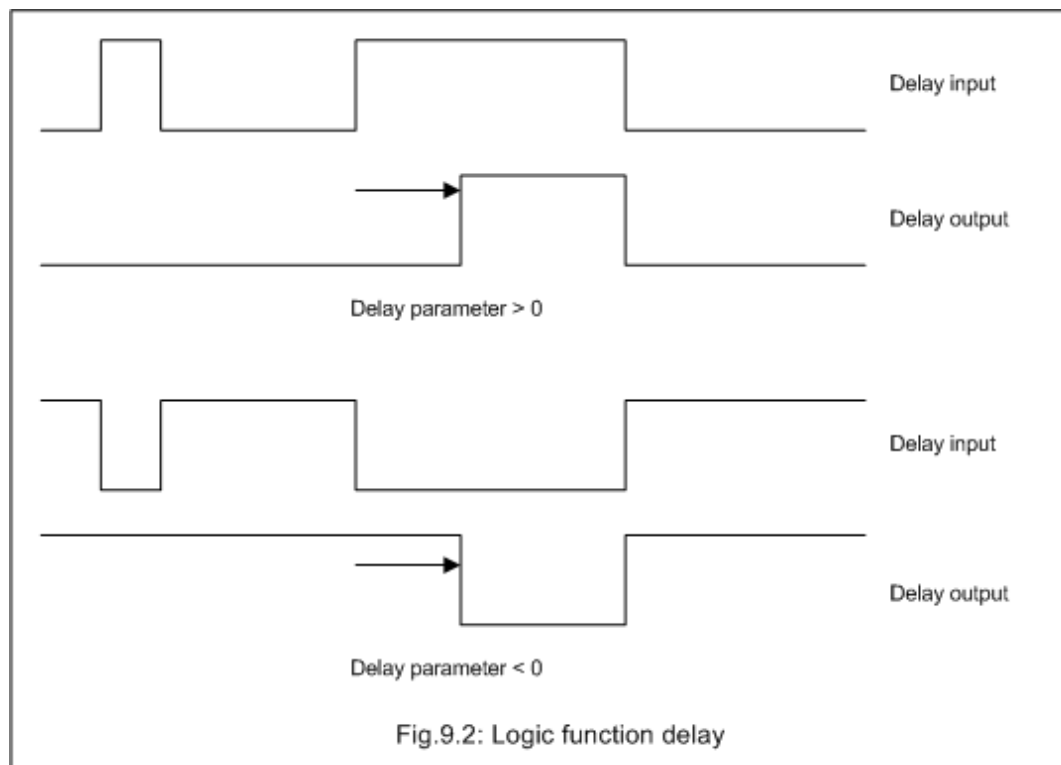 Delay input
Delay output
Delay parameter > 0
Delay input
Delay output
Delay parameter < 0
Fig.9.2: Logic function delay